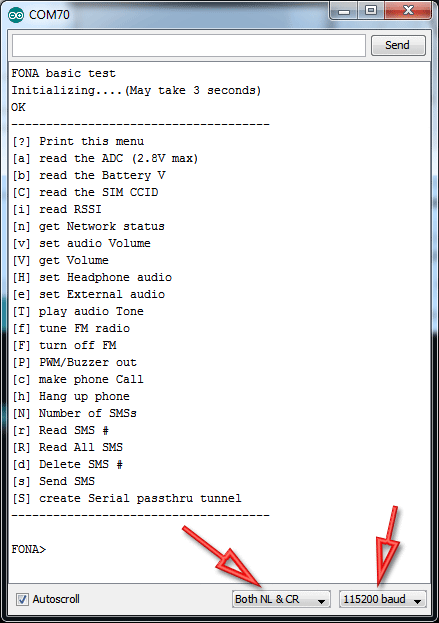 COM70
Send
FONA basic test
Initializing....(May take 3 seconds)
OK
-------------------------------------
[?] Print this menu
[a] read the ADC (2.8V max)
[b] read the Battery V
[C] read the SIM CCID
[i] read RSSI
[n] get Network status
[v] set audio Volume
[V] get Volume
[H] set Headphone audio
[e] set External audio
[T] play audio Tone
[f] tune FM radio
[F] turn off FM
[P] PWM/Buzzer out
[c] make phone Call
[h] Hang up phone
[N] Number of SMSs
[r] Read SMS #
[R] Read All SMS
[d] Delete SMS #
[s] Send SMS
[S] create Serial passthru tunnel
-------------------------------------
FONA>
Autoscroll
Both NL & CR
115200 baud